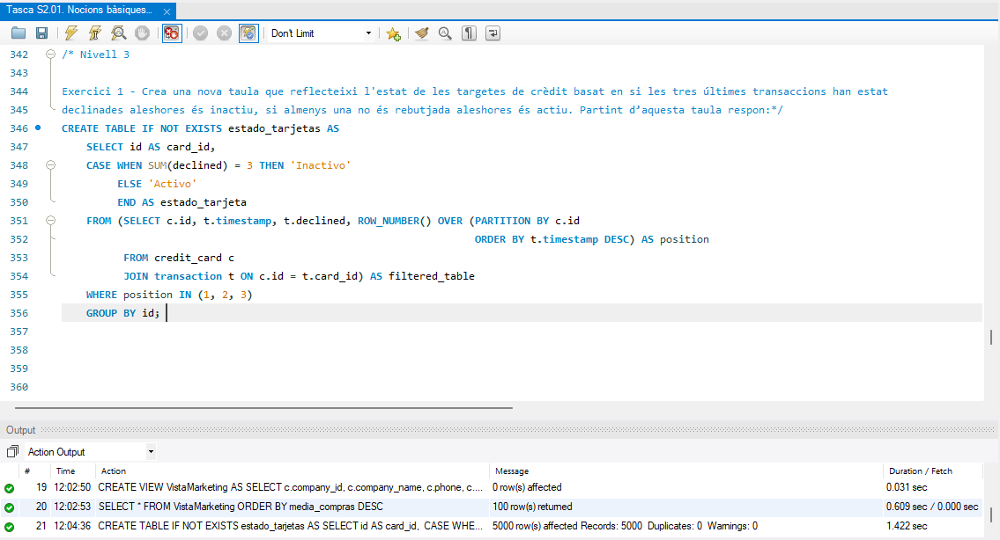 Tasca S2.01. Nocions bàsiques...
Don't Limit
342 /* Nivell 3
343
344 Exercici 1 - Crea una nova taula que reflecteixi l'estat de les targetes de crèdit basat en si les tres últimes transaccions han estat
345 declinades aleshores és inactiu, si almenys una no és rebutjada aleshores és actiu. Partint d’aquesta taula respon:*/
346 CREATE TABLE IF NOT EXISTS estado_tarjetas AS
347 SELECT id AS card_id,
348 CASE WHEN SUM(declined) = 3 THEN 'Inactivo'
349 ELSE 'Activo'
350 END AS estado_tarjeta
351 FROM (SELECT c.id, t.timestamp, t.declined, ROW_NUMBER() OVER (PARTITION BY c.id
352 ORDER BY t.timestamp DESC) AS position
353 FROM credit_card c
354 JOIN transaction t ON c.id = t.card_id) AS filtered_table
355 WHERE position IN (1, 2, 3)
356 GROUP BY id;
357
358
359
360
Output
Action Output
# Time Action Message Duration / Fetch
19 12:02:50 CREATE VIEW VistaMarketing AS SELECT c.company_id, c.company_name, c.phone, c.... 0 row(s) affected 0.031 sec
20 12:02:53 SELECT * FROM VistaMarketing ORDER BY media_compras DESC 100 row(s) returned 0.609 sec / 0.000 sec
21 12:04:36 CREATE TABLE IF NOT EXISTS estado_tarjetas AS SELECT id AS card_id, CASE WHE... 5000 row(s) affected Records: 5000 Duplicates: 0 Warnings: 0 1.422 sec